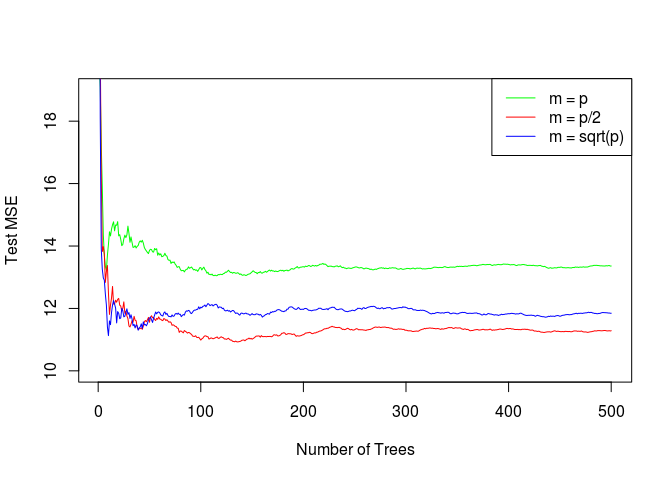 m = p
m = p/2
m = sqrt(p)
Test MSE
18
16
14
12
10
0 100 200 300 400 500
Number of Trees